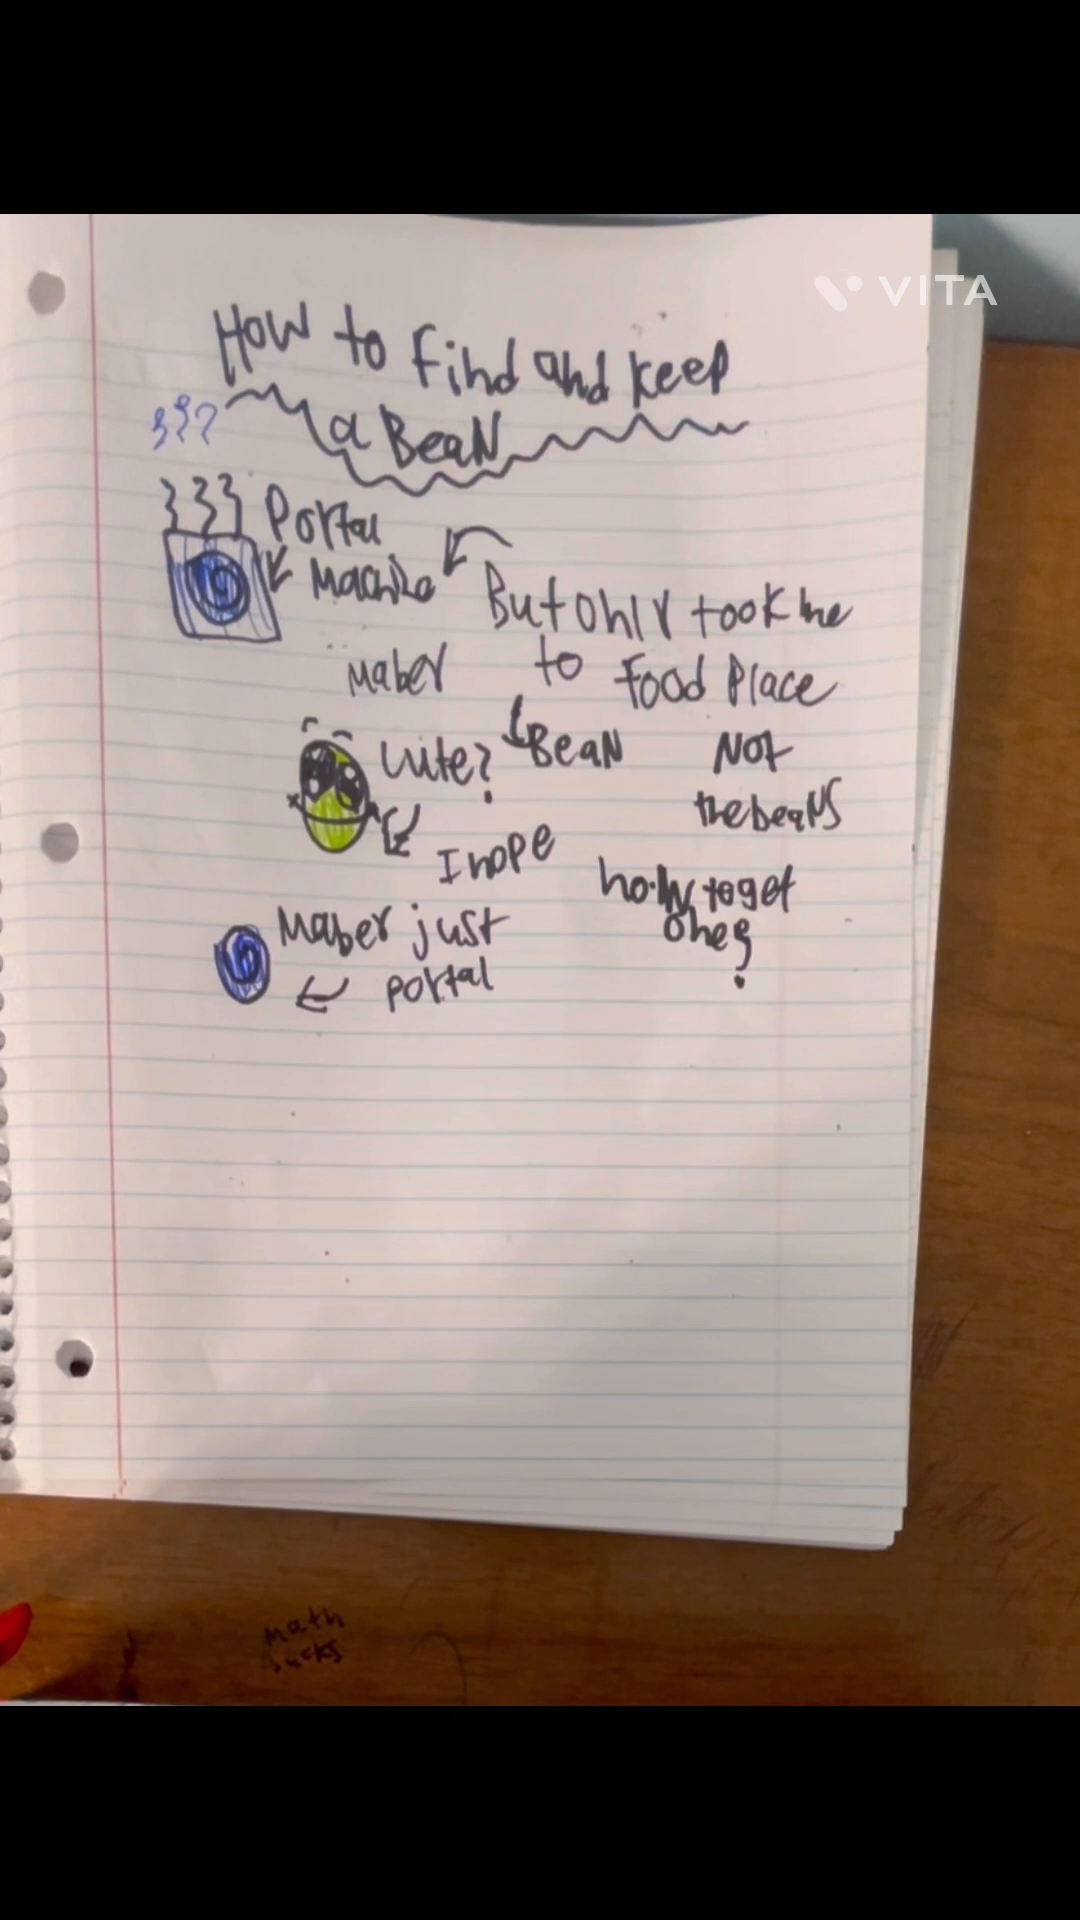 VITA
How to Find and Keep
a BeaN
Portal
Machine
But only took me
to Food Place
Not
the beaNs
Maber
cute?
BeaN
I hope
how to get
one?
Maber just
portal
Math
sucks